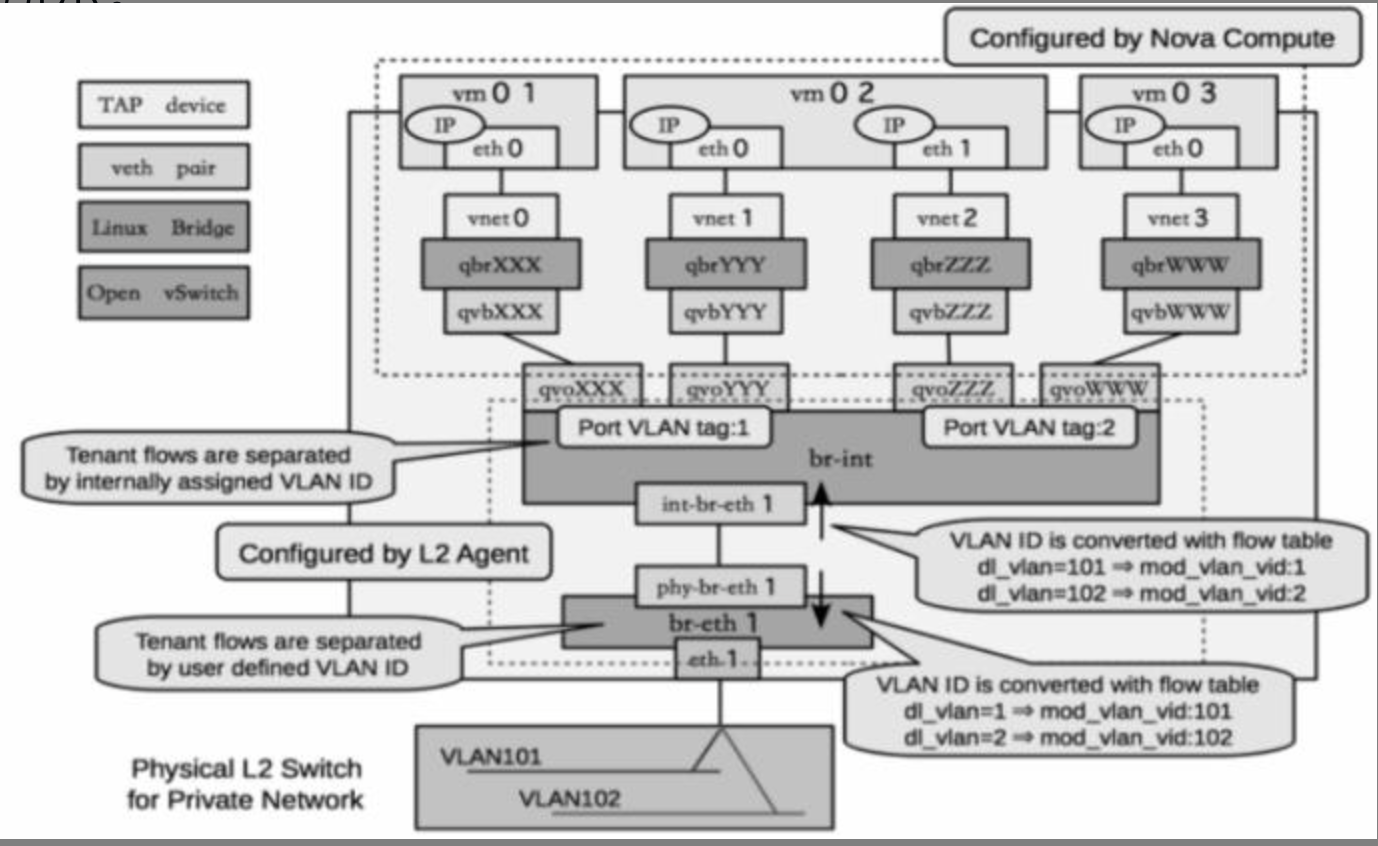 Configured by Nova Compute
TAP device
veth pair
Linux Bridge
Open vSwitch
vm 0 1
vm 0 2
vm 0 3
IP
IP
IP
IP
eth 0
eth 0
eth 1
eth 0
vnet 0
vnet 1
vnet 2
vnet 3
qbrXXX
qbrYYY
qbrZZZ
qbrWWW
qvbXXX
qvbYYY
qvbZZZ
qvbWWW
qvoXXX
qvoYYY
qvoZZZ
qvoWWW
Port VLAN tag:1
Port VLAN tag:2
br-int
Tenant flows are separated
by internally assigned VLAN ID
int-br-eth 1
Configured by L2 Agent
VLAN ID is converted with flow table
dl_vlan=101 ⇒ mod_vlan_vid:1
dl_vlan=102 ⇒ mod_vlan_vid:2
phy-br-eth 1
br-eth 1
Tenant flows are separated
by user defined VLAN ID
eth 1
VLAN ID is converted with flow table
dl_vlan=1 ⇒ mod_vlan_vid:101
dl_vlan=2 ⇒ mod_vlan_vid:102
Physical L2 Switch
for Private Network
VLAN101
VLAN102